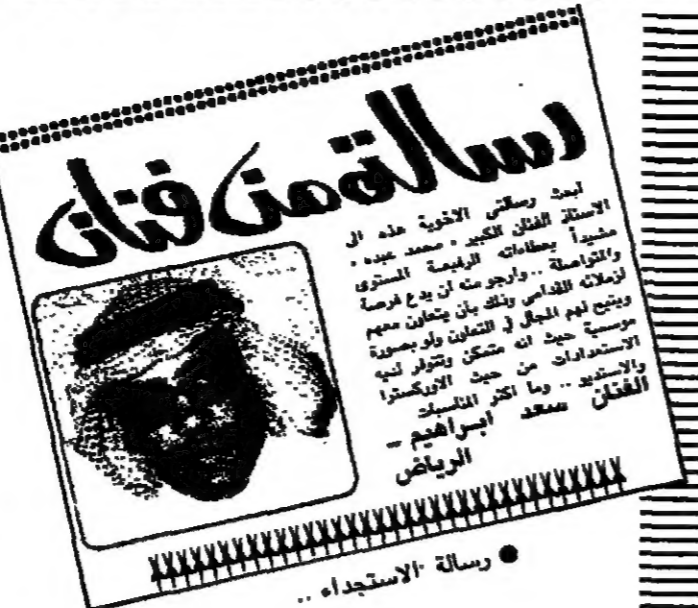 رسالة من فنان
ابعث رسالتي الاخوية هذه الى
الاستاذ الفنان الكبير . محمد عبده .
مشيداً بعطاءاته الرفيعة المستوى
والمتواصلة .. وارجو منه ان يدع فرصة
لزملائه القدامى وذلك بأن يتعاون معهم
ويتيح لهم المجال في التعاون ولو بصورة
موسمية حيث انه متمكن وتتوفر لديه
الاستعدادات من حيث الاوركسترا
والاستديو .. وما اكثر المناسبات
الفنان سعد ابراهيم ـ
الرياض
● رسالة الاستجداء ..